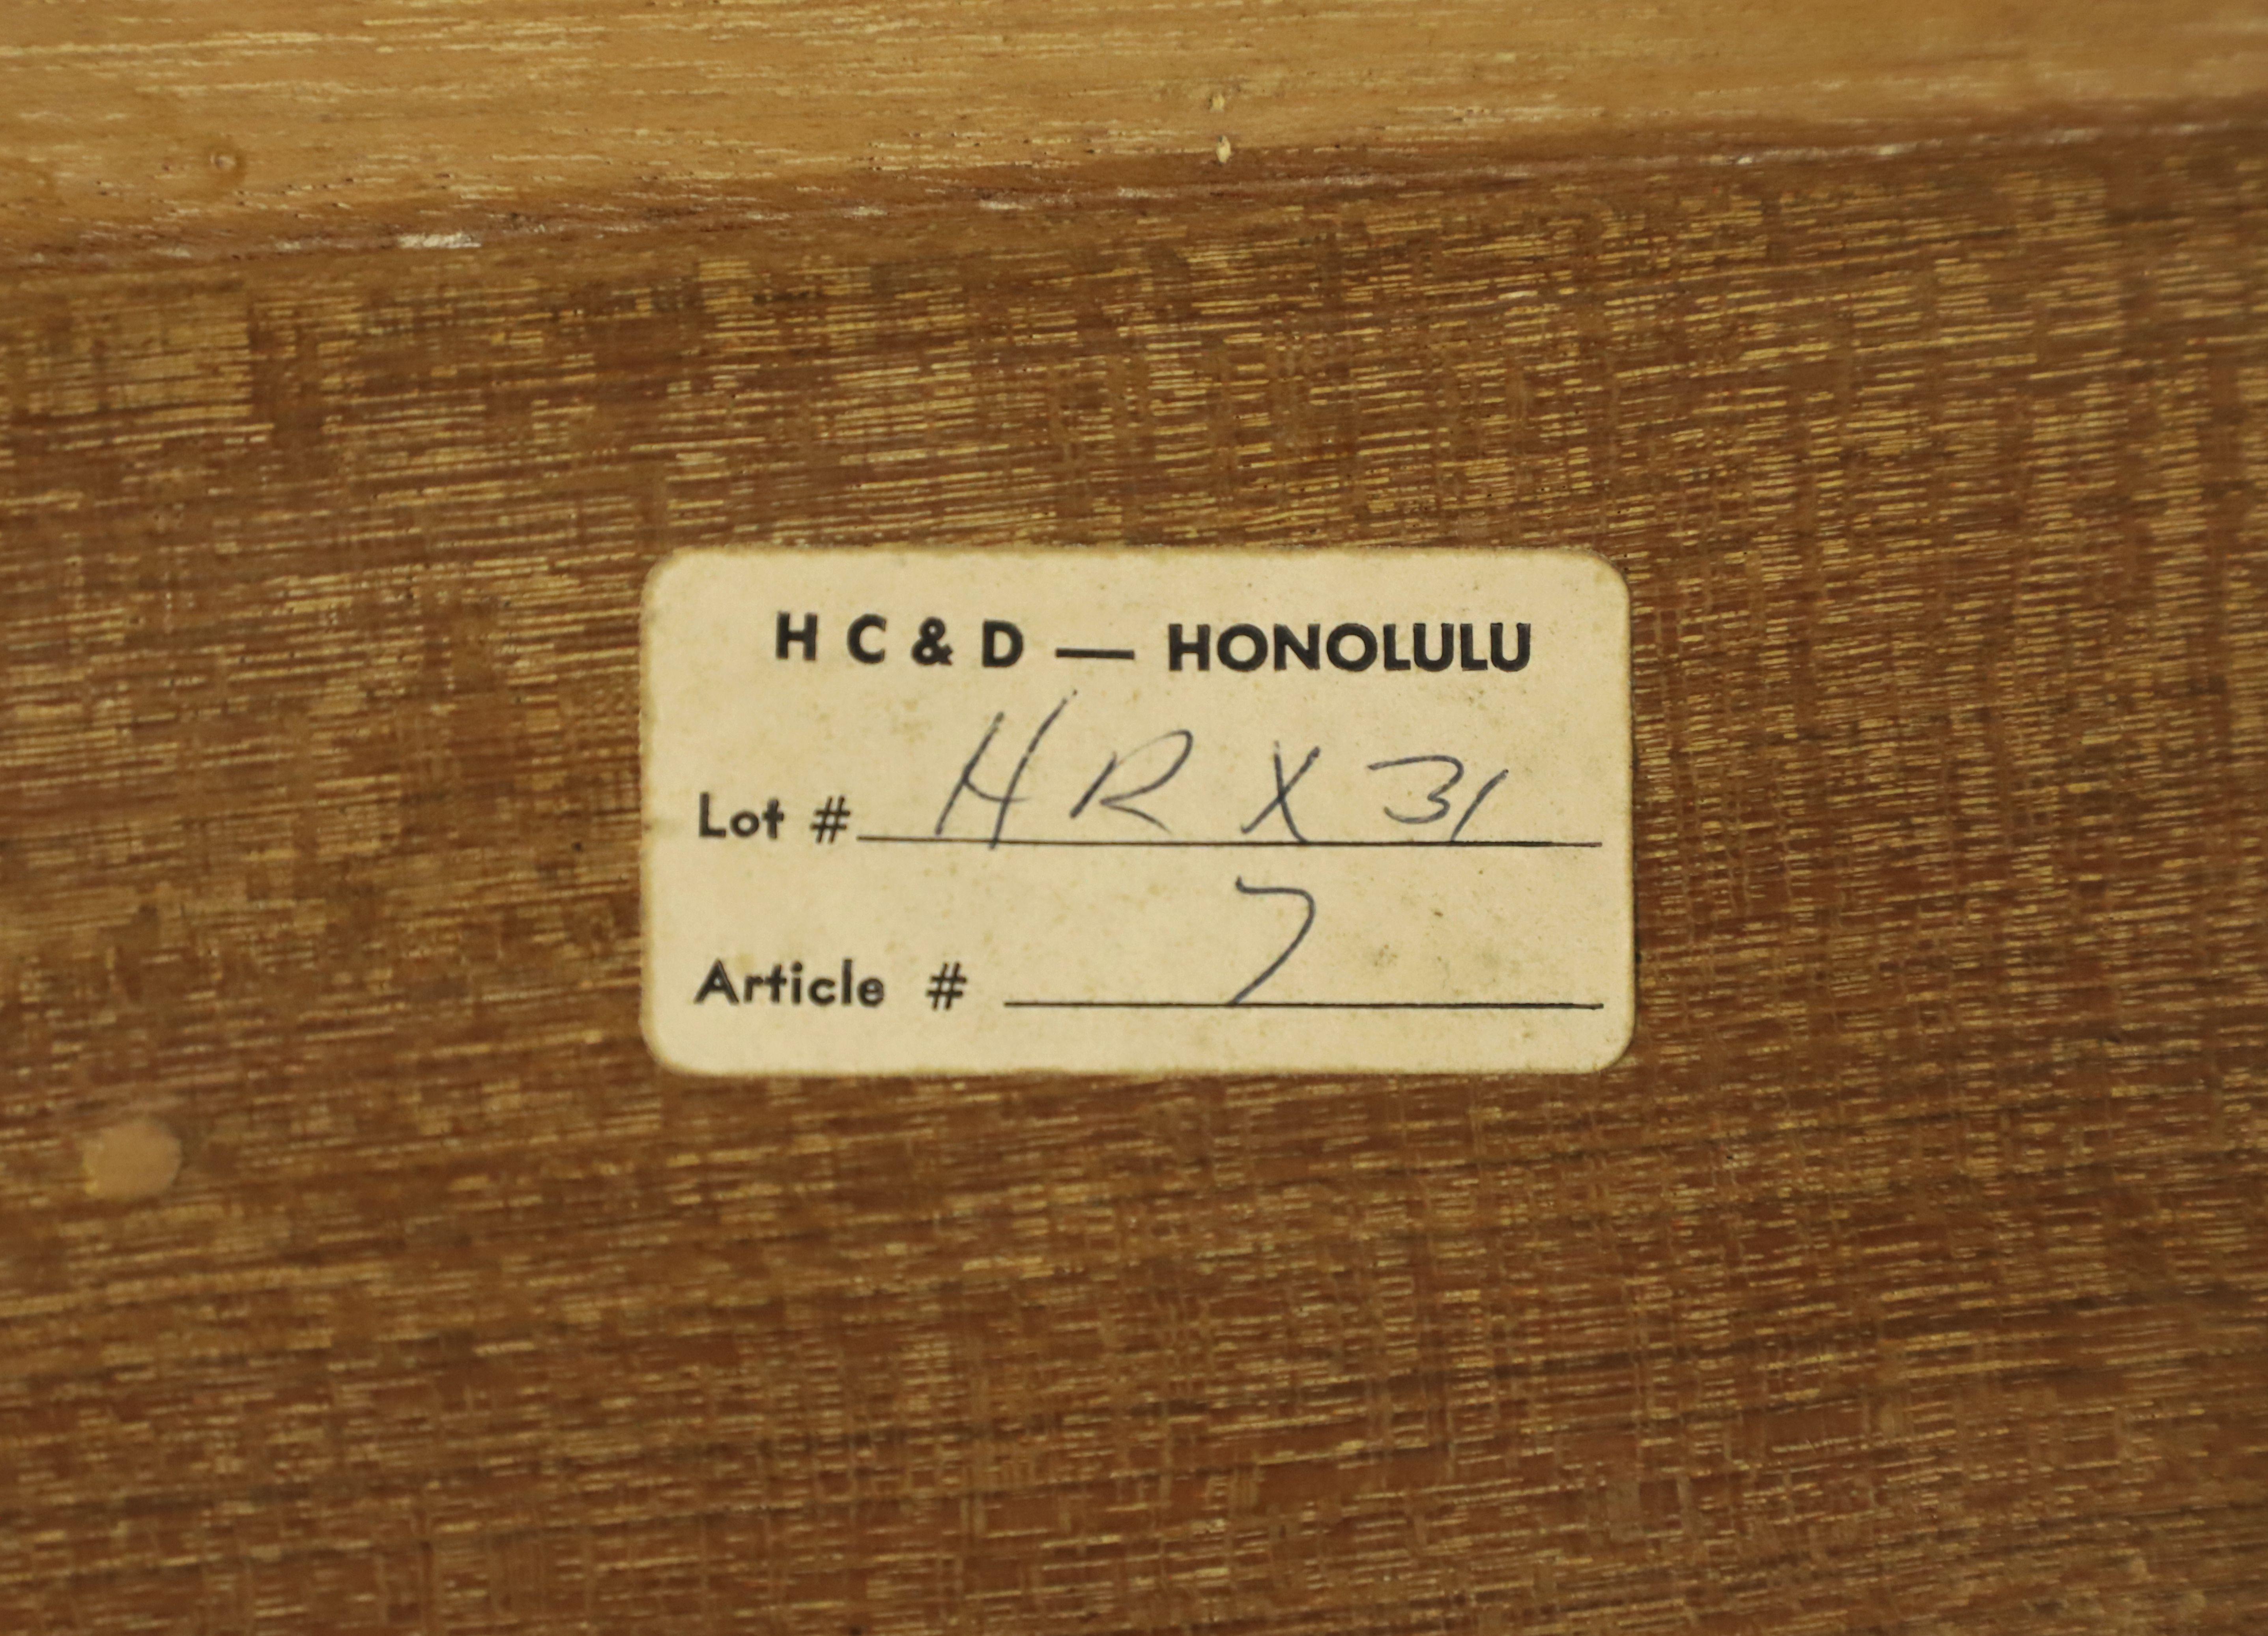 H C & D — HONOLULU
Lot # HR X 31
Article # 7